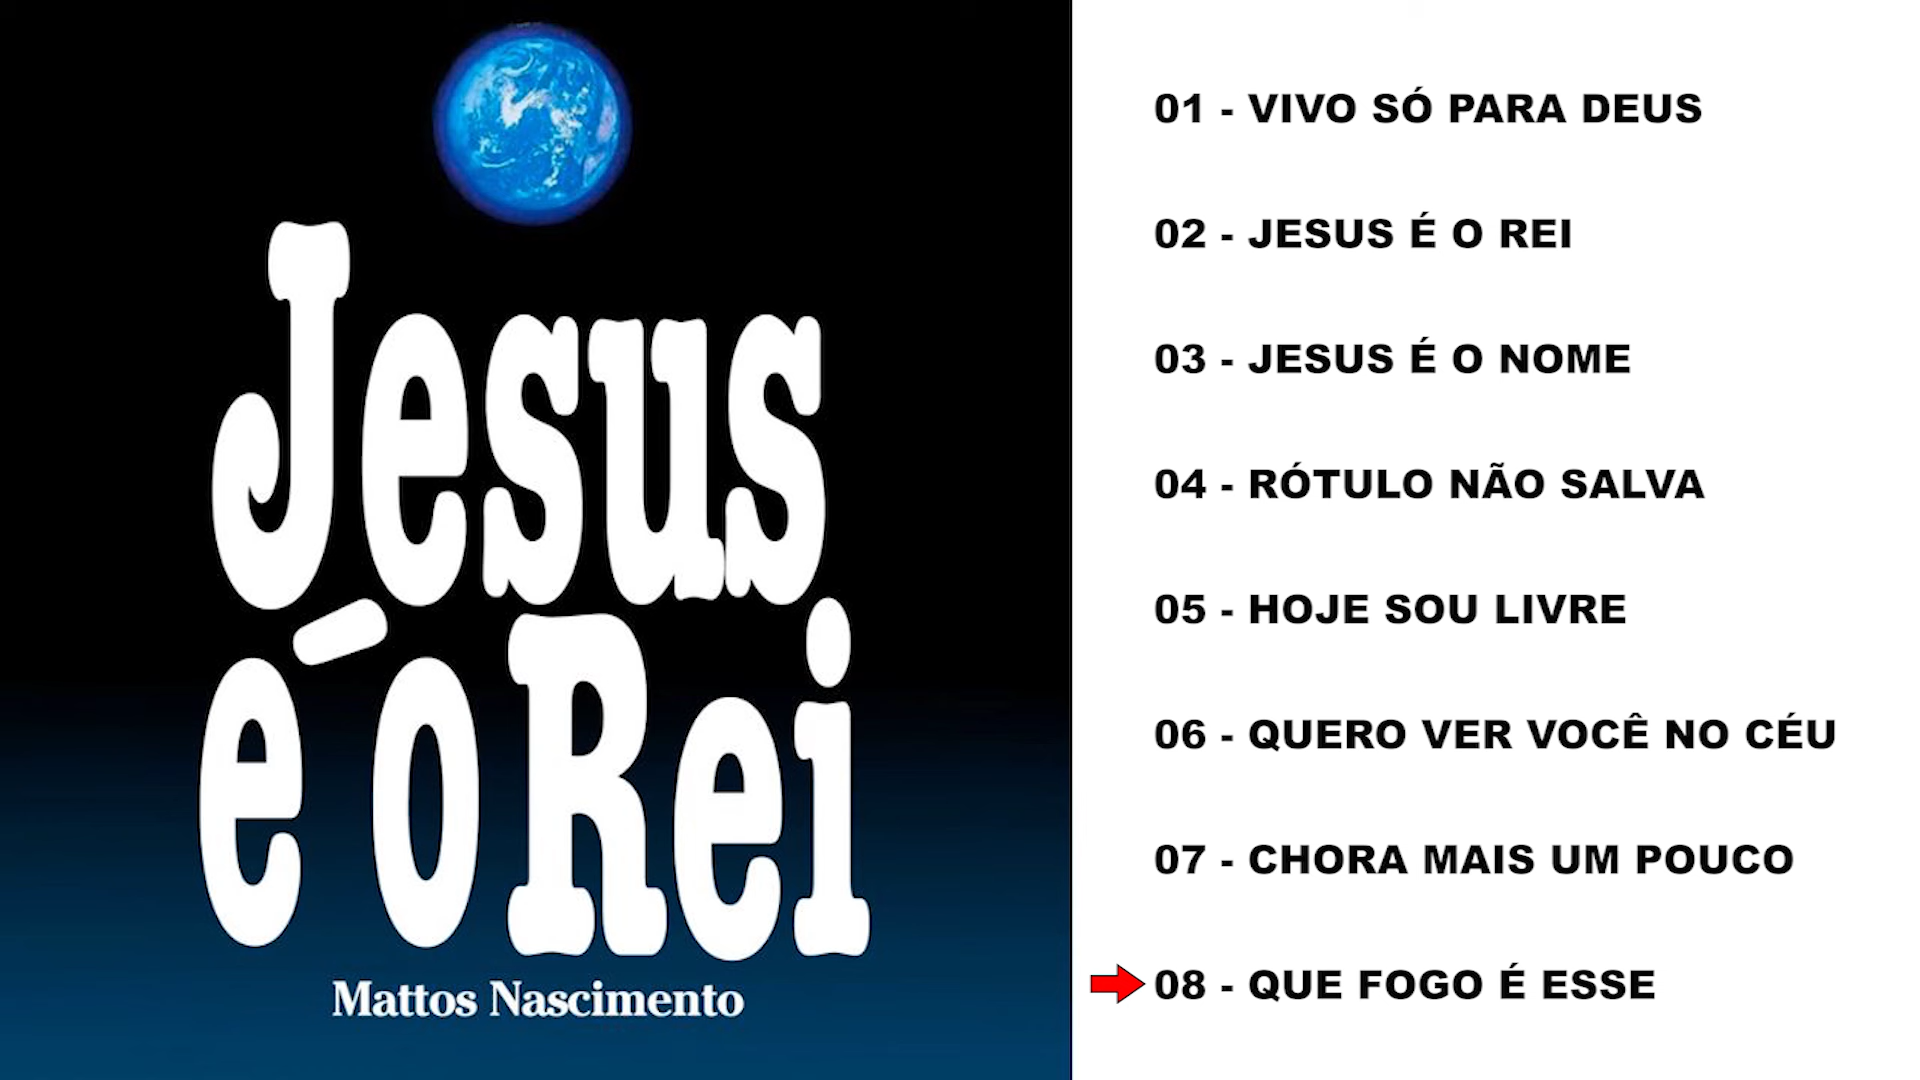 Jesus
é o Rei
Mattos Nascimento
01 - VIVO SÓ PARA DEUS
02 - JESUS É O REI
03 - JESUS É O NOME
04 - RÓTULO NÃO SALVA
05 - HOJE SOU LIVRE
06 - QUERO VER VOCÊ NO CÉU
07 - CHORA MAIS UM POUCO
08 - QUE FOGO É ESSE